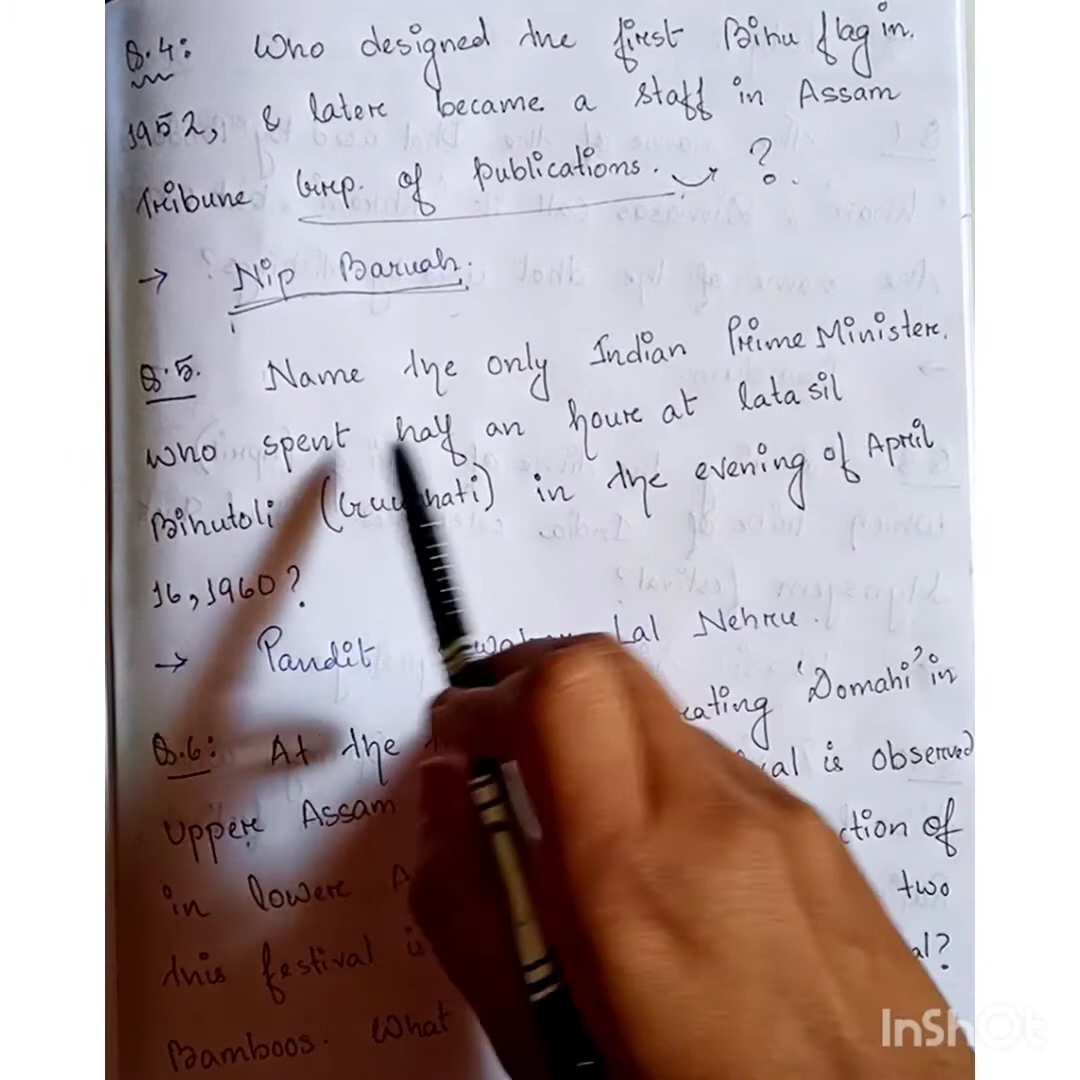 Q.4: Who designed the first Bihu flag in.
1952, & later became a staff in Assam
Tribune Grp. of publications. ?
→ Nip Baruah.
Q.5. Name the only Indian Prime Minister.
who spent half an hour at latasil
Bihutoli (Guwahati) in the evening of April
16, 1960?
→ Pandit Lal Nehru.
Q.6: At the 'Domahi' in
Upper Assam is observed
in lower of
this festival two
Bamboos. What
InShOt